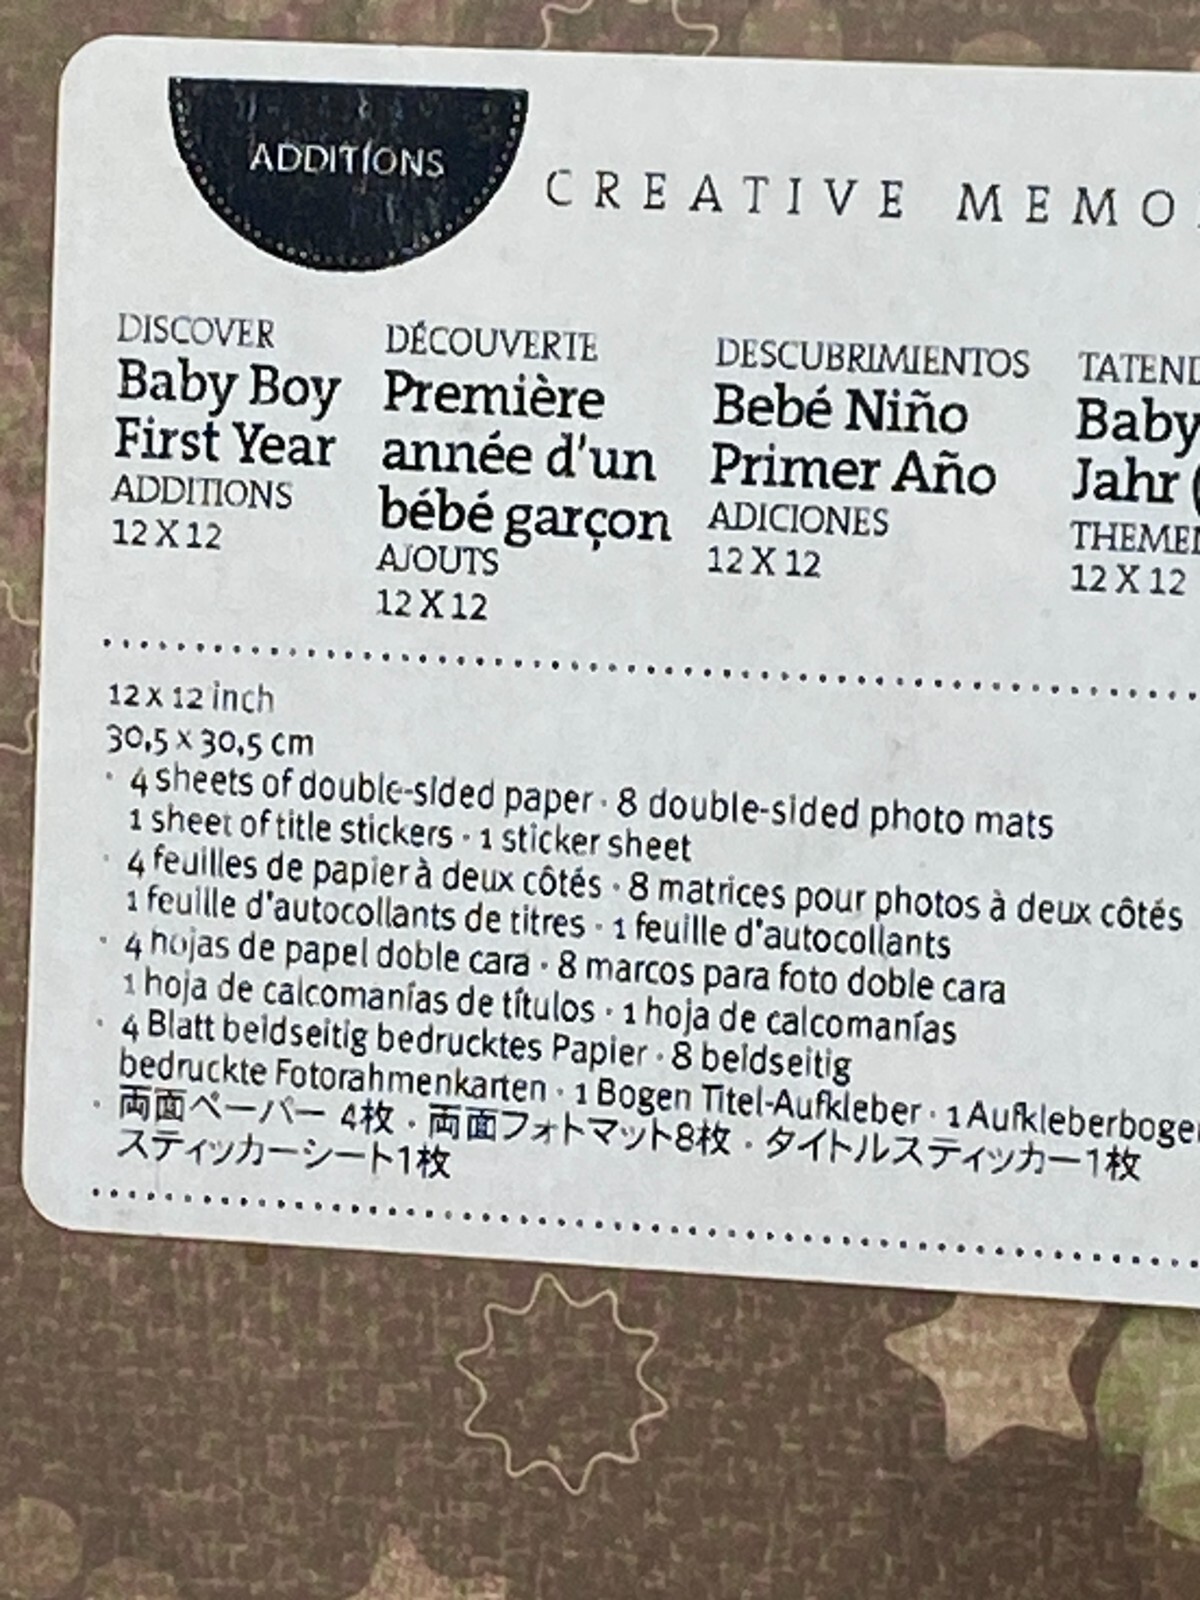 ADDITIONS
CREATIVE
DISCOVER
Baby Boy
First Year
ADDITIONS
12 X 12
DÉCOUVERTE
Première
année d'un
bébé garçon
AJOUTS
12 X 12
DESCUBRIMIENTOS
Bebé Niño
Primer Año
ADICIONES
12 X 12
Baby
Jahr
12 X 12
12 x 12 inch
30,5 x 30,5 cm
· 4 sheets of double-sided paper · 8 double-sided photo mats
1 sheet of title stickers · 1 sticker sheet
· 4 feuilles de papier à deux côtés · 8 matrices pour photos à deux côtés
1 feuille d'autocollants de titres · 1 feuille d'autocollants
· 4 hojas de papel doble cara · 8 marcos para foto doble cara
1 hoja de calcomanías de títulos · 1 hoja de calcomanías
· 4 Blatt beidseitig bedrucktes Papier · 8 beidseitig
bedruckte Fotorahmenkarten · 1 Bogen Titel-Aufkleber · 1 Aufkleberbogen
· 両面ペーパー 4枚 · 両面フォトマット8枚 · タイトルスティッカー1枚
スティッカーシート1枚